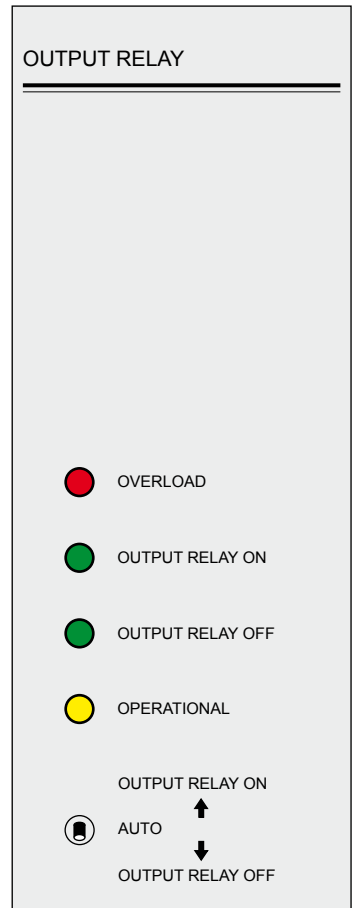 OUTPUT RELAY
OVERLOAD
OUTPUT RELAY ON
OUTPUT RELAY OFF
OPERATIONAL
OUTPUT RELAY ON
AUTO
OUTPUT RELAY OFF